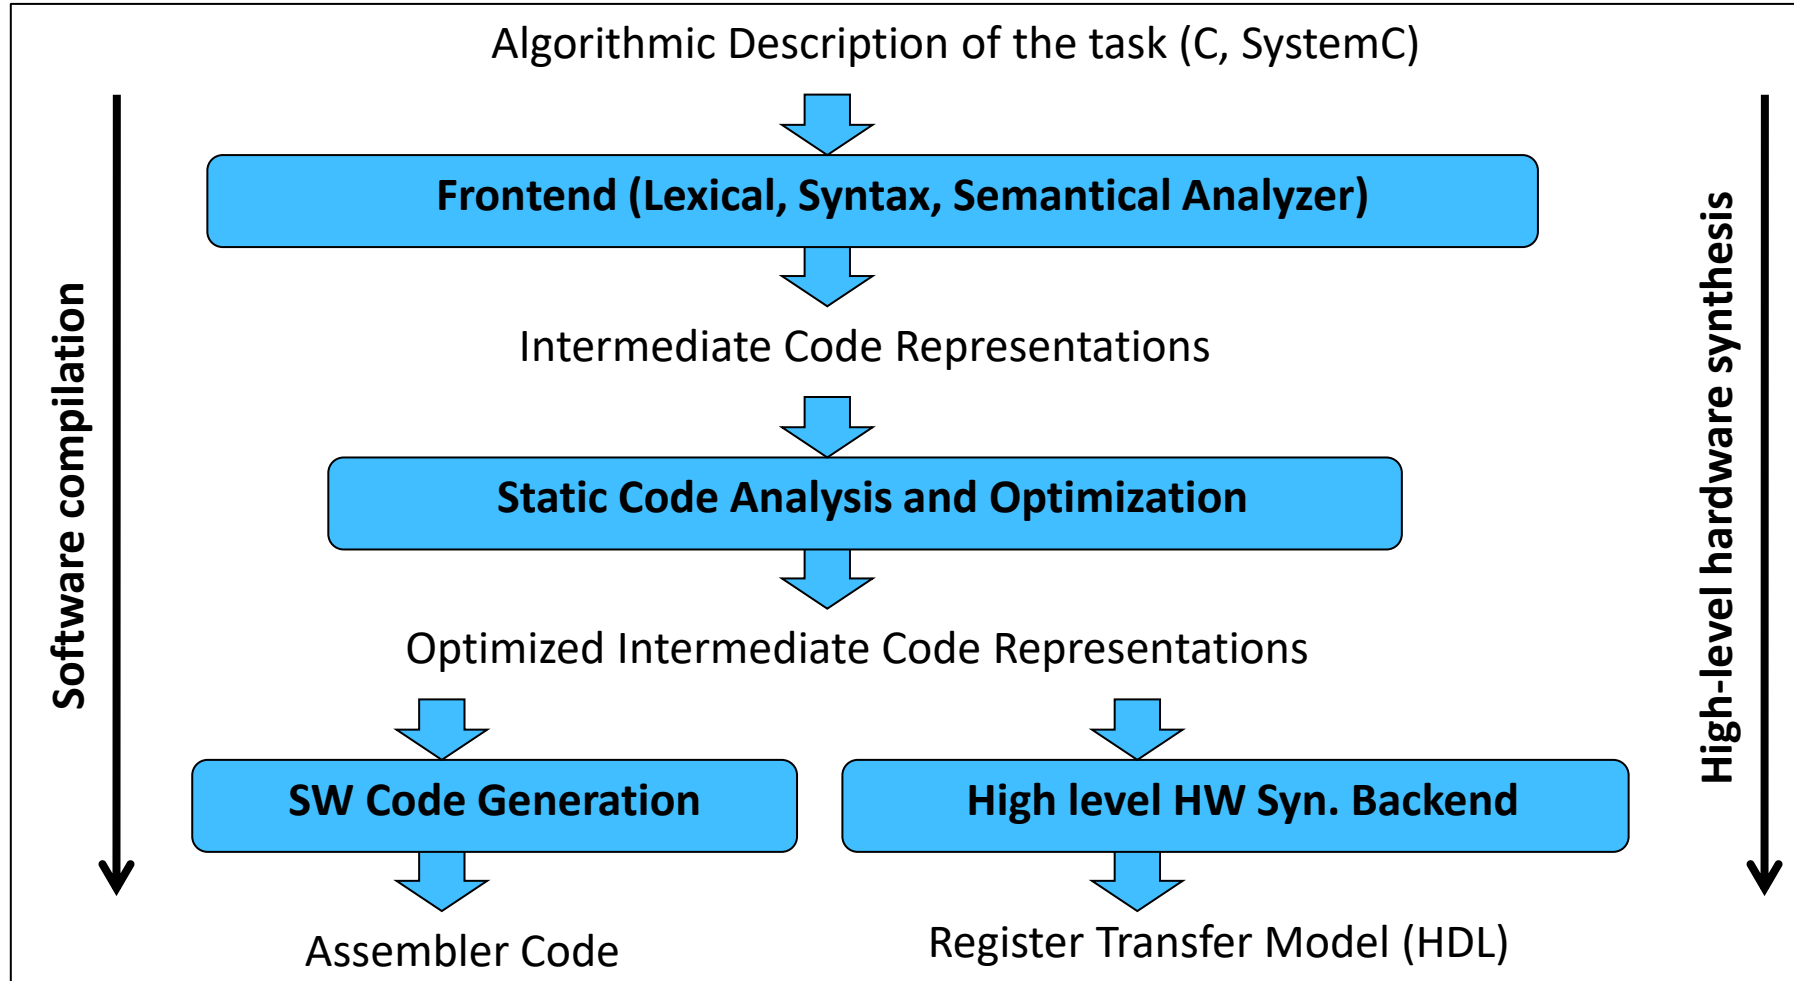 Algorithmic Description of the task (C, SystemC)
Frontend (Lexical, Syntax, Semantical Analyzer)
Intermediate Code Representations
Static Code Analysis and Optimization
Optimized Intermediate Code Representations
SW Code Generation
High level HW Syn. Backend
Assembler Code
Register Transfer Model (HDL)
Software compilation
High-level hardware synthesis